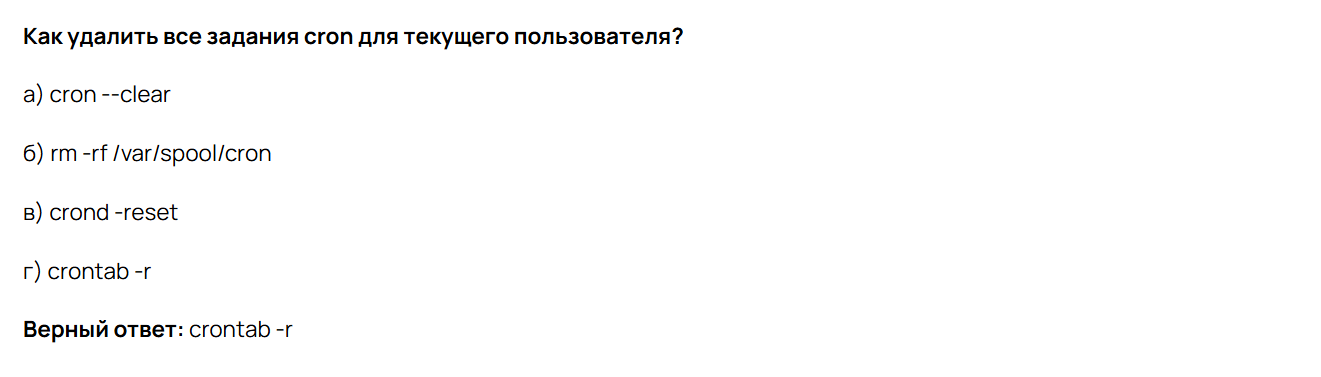 Как удалить все задания cron для текущего пользователя?
а) cron --clear
б) rm -rf /var/spool/cron
в) crond -reset
г) crontab -r
Верный ответ: crontab -r